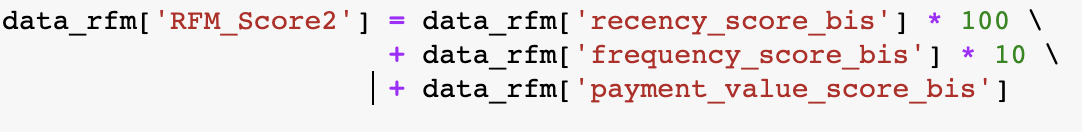 data_rfm['RFM_Score2'] = data_rfm['recency_score_bis'] * 100 \
+ data_rfm['frequency_score_bis'] * 10 \
+ data_rfm['payment_value_score_bis']